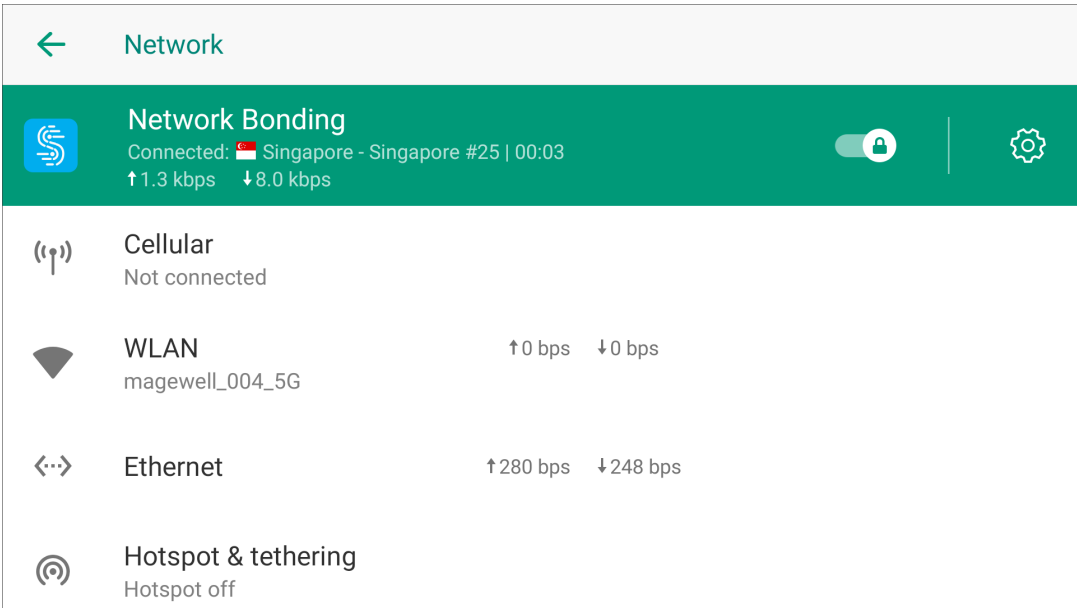 Network
Network Bonding
Connected: Singapore - Singapore #25 | 00:03
↑1.3 kbps ↓8.0 kbps
Cellular
Not connected
WLAN ↑0 bps ↓0 bps
magewell_004_5G
Ethernet ↑280 bps ↓248 bps
Hotspot & tethering
Hotspot off